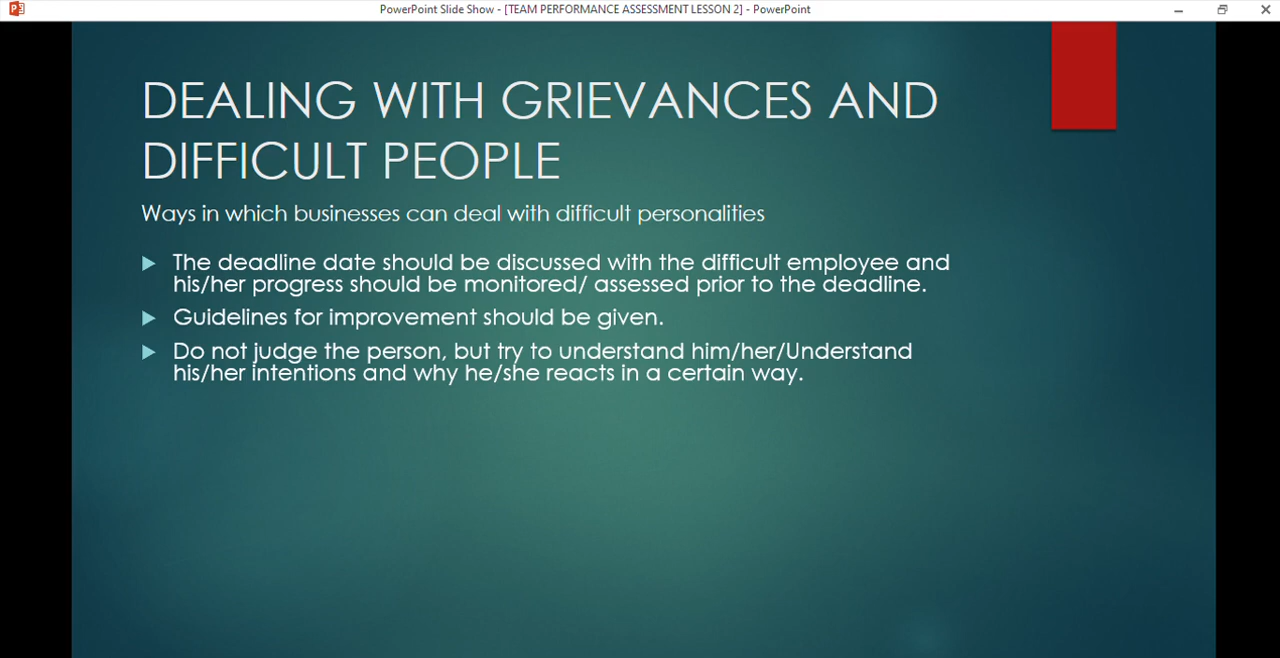 PowerPoint Slide Show - [TEAM PERFORMANCE ASSESSMENT LESSON 2] - PowerPoint
DEALING WITH GRIEVANCES AND
DIFFICULT PEOPLE
Ways in which businesses can deal with difficult personalities
The deadline date should be discussed with the difficult employee and
his/her progress should be monitored/ assessed prior to the deadline.
Guidelines for improvement should be given.
Do not judge the person, but try to understand him/her/Understand
his/her intentions and why he/she reacts in a certain way.